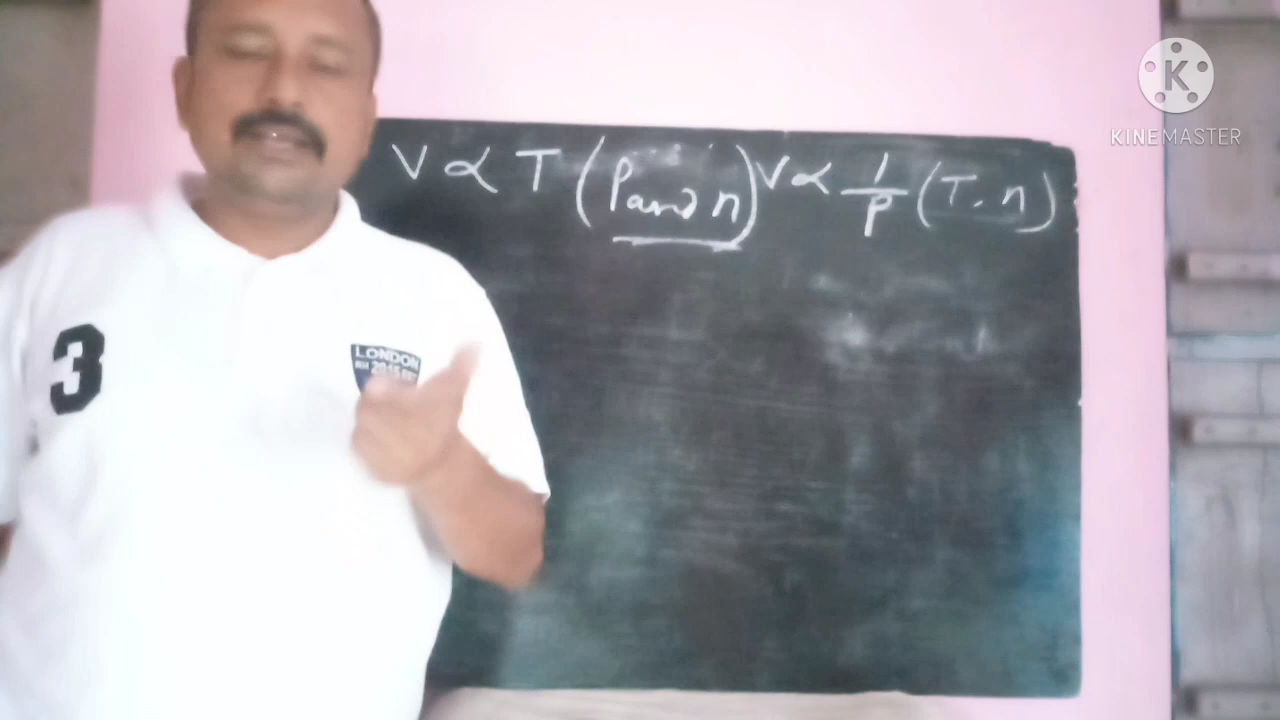 V ∝ T (P and n) V ∝ 1/P (T, n)
3
LONDON
KINEMASTER